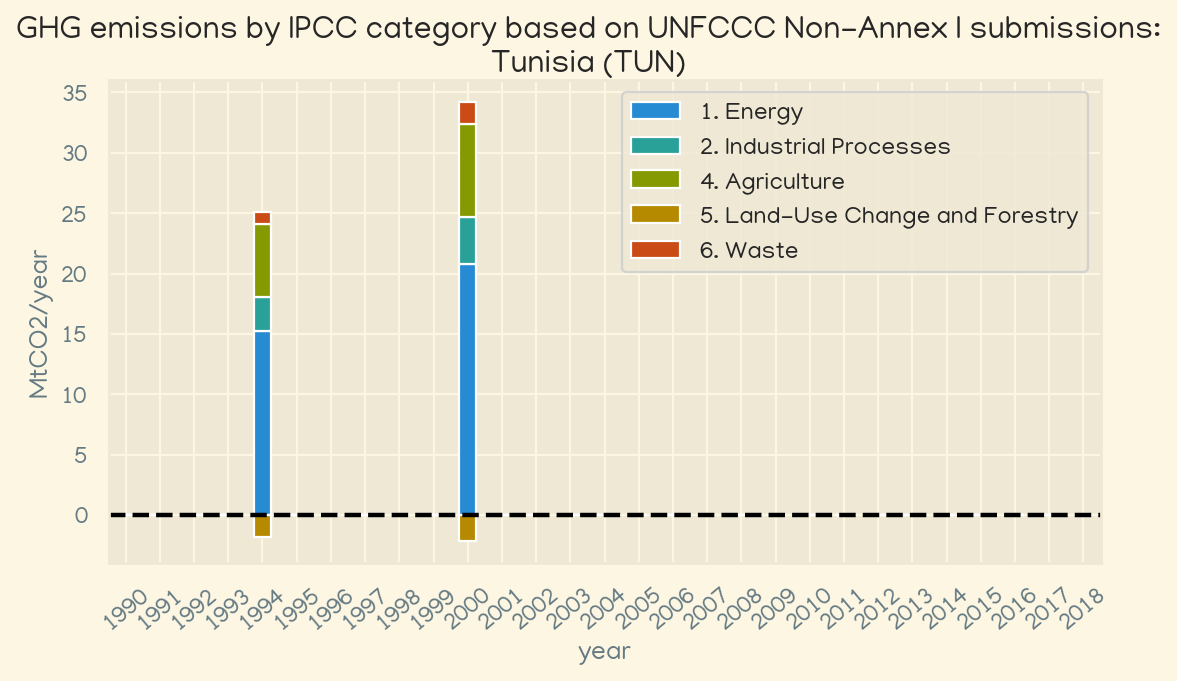 GHG emissions by IPCC category based on UNFCCC Non-Annex I submissions:
Tunisia (TUN)
35
30
25
20
15
10
5
0
MtCO2/year
1. Energy
2. Industrial Processes
4. Agriculture
5. Land-Use Change and Forestry
6. Waste
1990 1991 1992 1993 1994 1995 1996 1997 1998 1999 2000 2001 2002 2003 2004 2005 2006 2007 2008 2009 2010 2011 2012 2013 2014 2015 2016 2017 2018
year